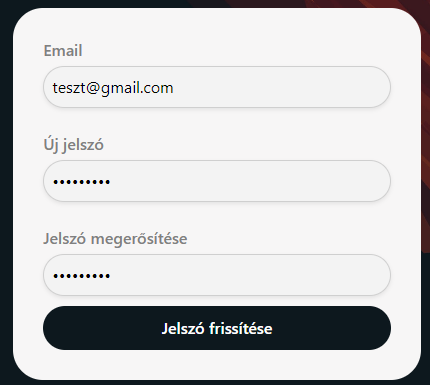 Email
teszt@gmail.com
Új jelszó
•••••••••
Jelszó megerősítése
•••••••••
Jelszó frissítése